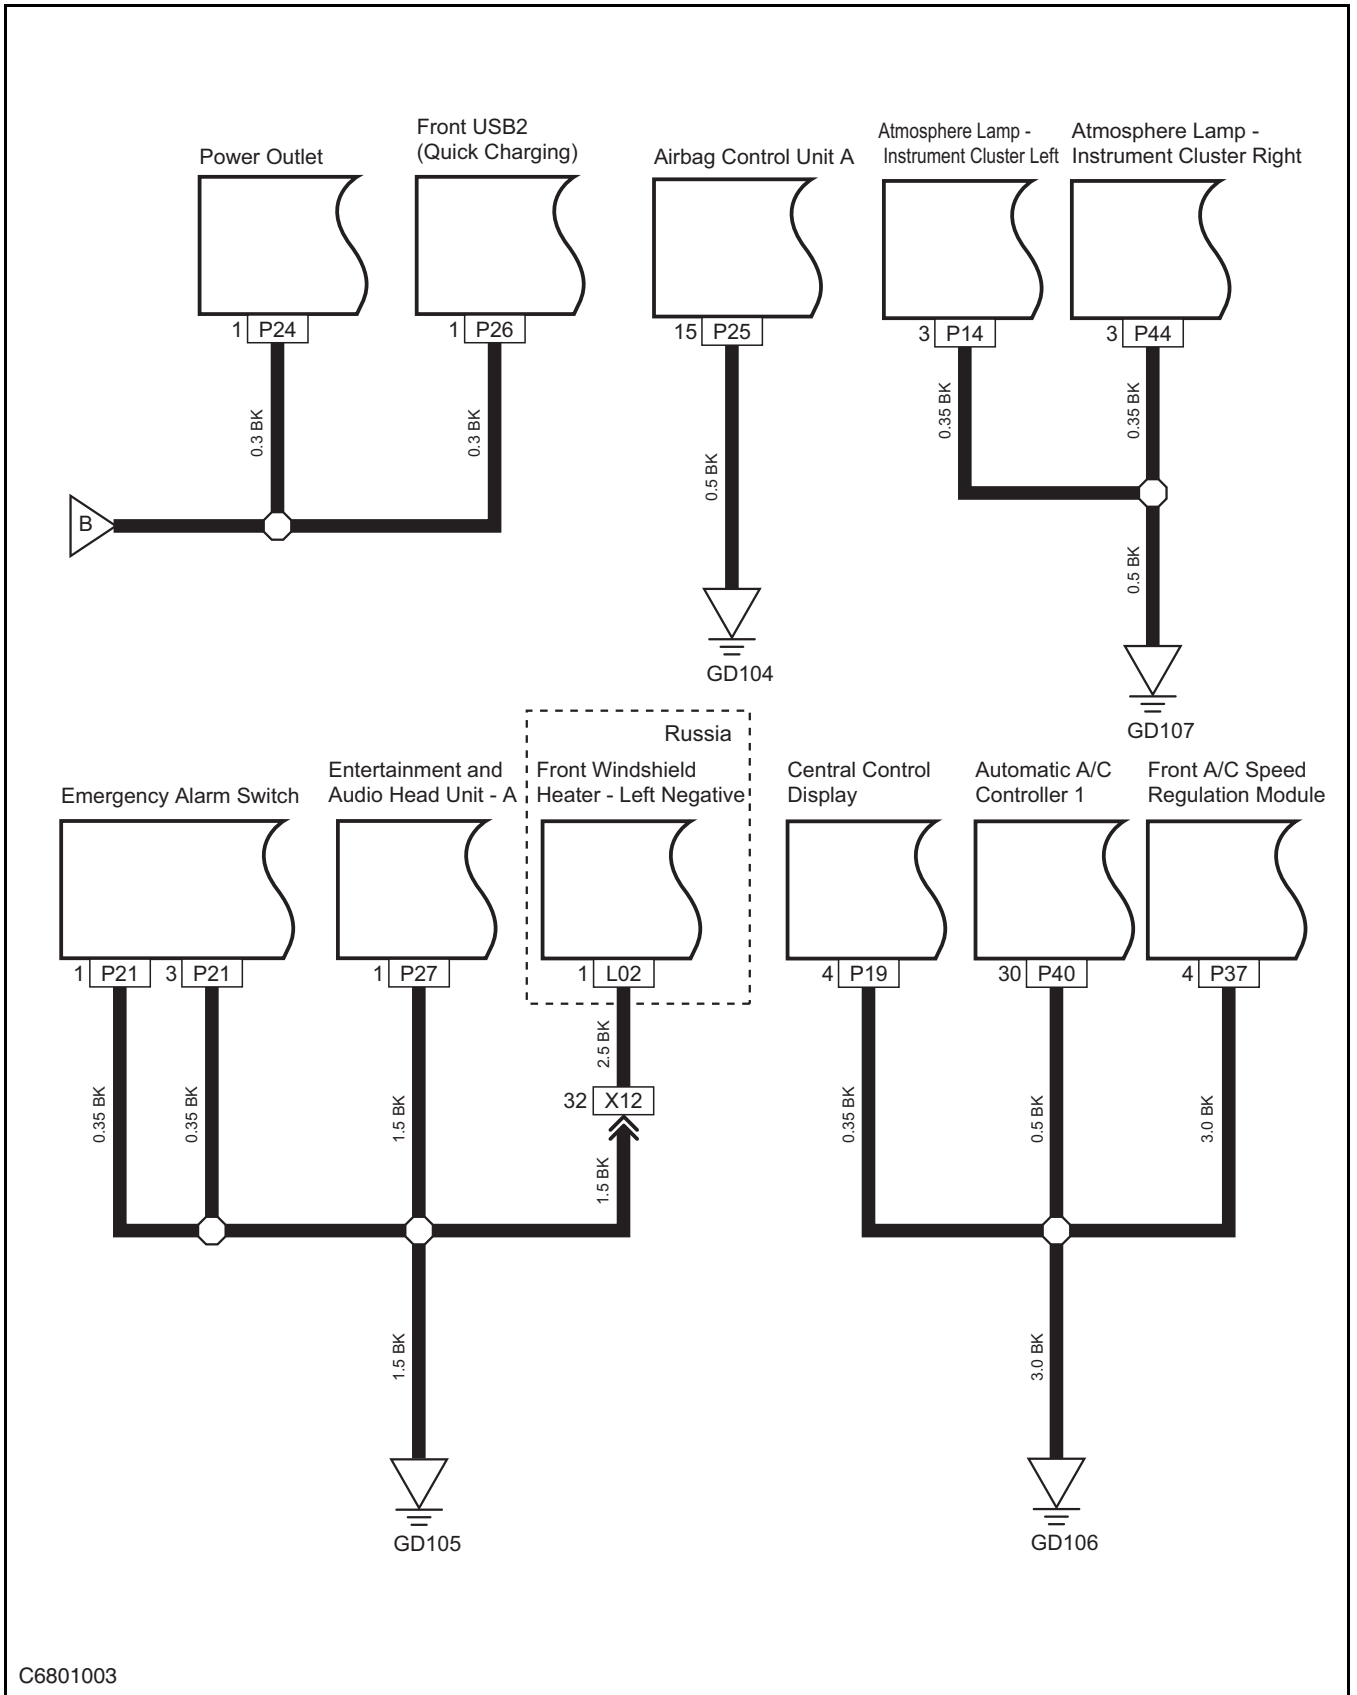 Power Outlet
Front USB2
(Quick Charging)
Airbag Control Unit A
Atmosphere Lamp -
Instrument Cluster Left
Atmosphere Lamp -
Instrument Cluster Right
1 P24
1 P26
15 P25
3 P14
3 P44
0.3 BK
0.3 BK
0.5 BK
0.35 BK
0.35 BK
B
0.5 BK
GD104
GD107
Russia
Emergency Alarm Switch
Entertainment and
Audio Head Unit - A
Front Windshield
Heater - Left Negative
Central Control
Display
Automatic A/C
Controller 1
Front A/C Speed
Regulation Module
1 P21
3 P21
1 P27
1 L02
4 P19
30 P40
4 P37
2.5 BK
32 X12
0.35 BK
0.35 BK
1.5 BK
1.5 BK
0.35 BK
0.5 BK
3.0 BK
1.5 BK
3.0 BK
GD105
GD106
C6801003